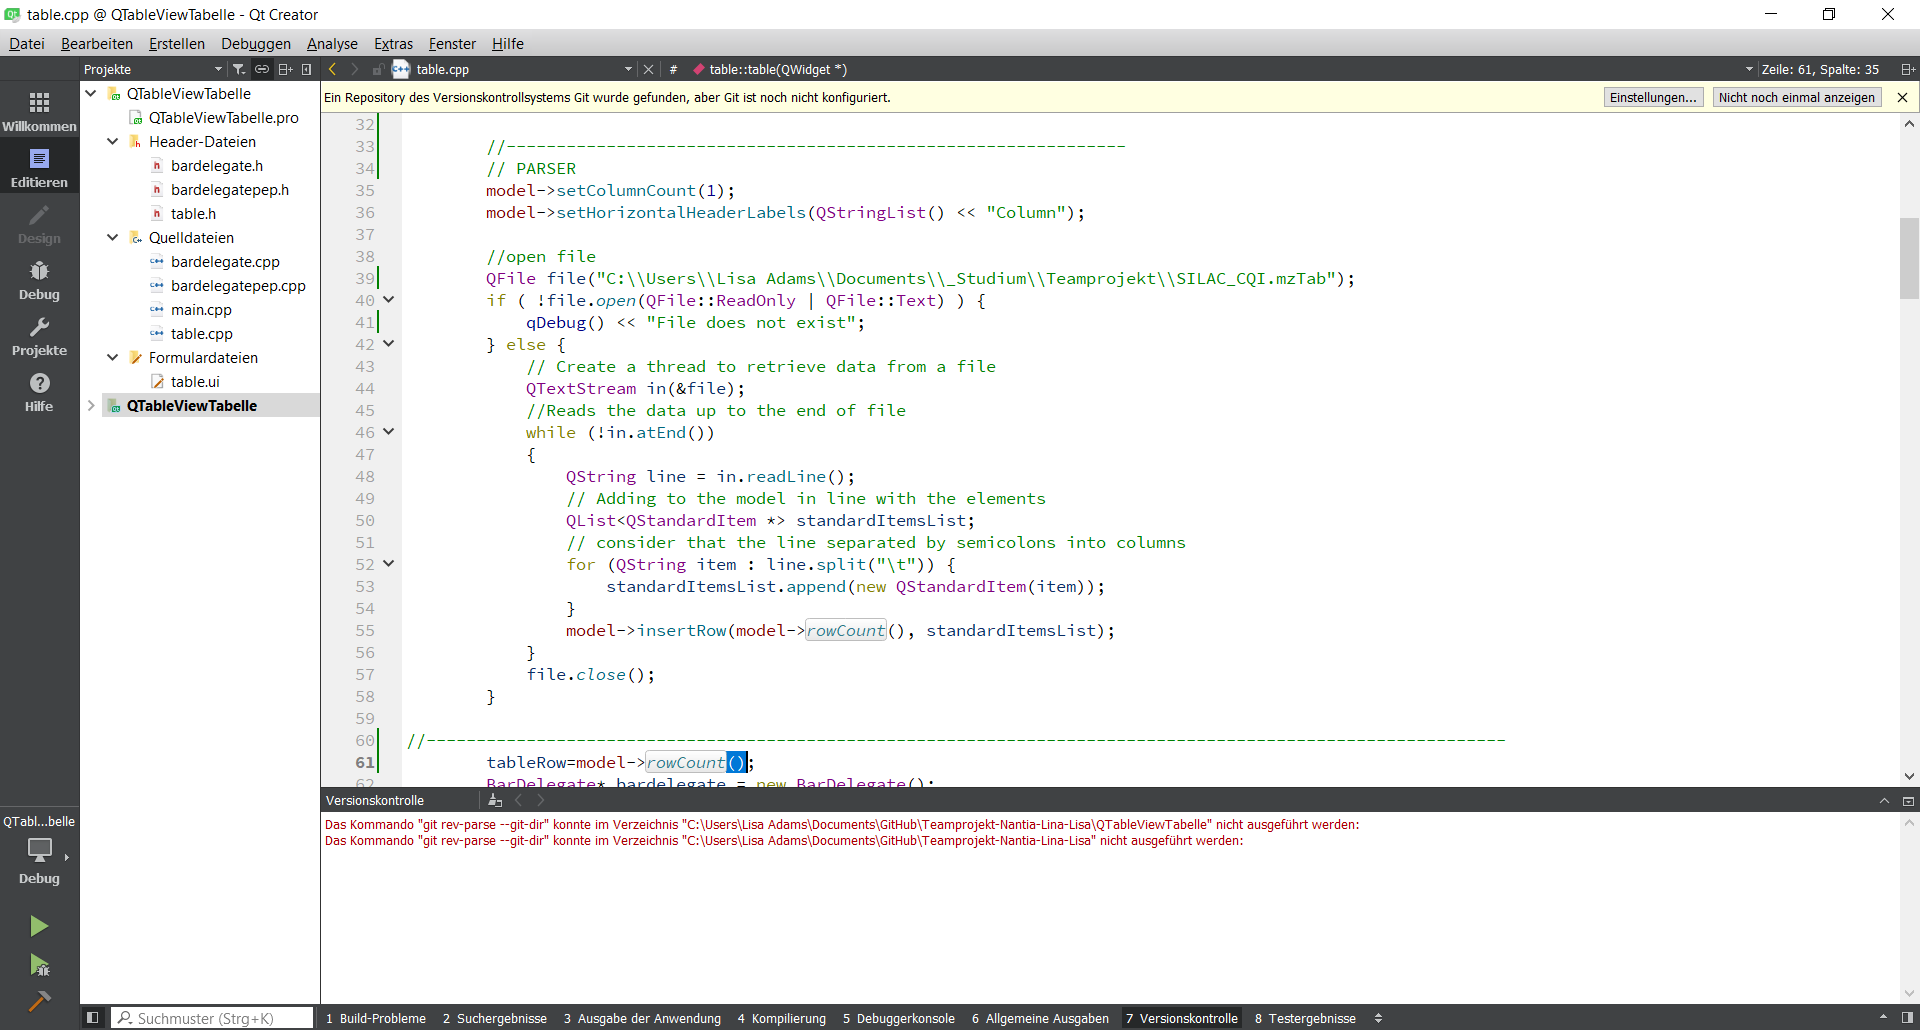 table.cpp @ QTableViewTabelle - Qt Creator
Datei Bearbeiten Erstellen Debuggen Analyse Extras Fenster Hilfe
Projekte table.cpp # table::table(QWidget *) Zeile: 61, Spalte: 35
Ein Repository des Versionskontrollsystems Git wurde gefunden, aber Git ist noch nicht konfiguriert. Einstellungen... Nicht noch einmal anzeigen
Willkommen
Editieren
Design
Debug
Projekte
Hilfe
QTableViewTabelle
QTableViewTabelle.pro
Header-Dateien
bardelegate.h
bardelegatepep.h
table.h
Quelldateien
bardelegate.cpp
bardelegatepep.cpp
main.cpp
table.cpp
Formulardateien
table.ui
QTableViewTabelle
32
33 //--------------------------------------------------------------
34 // PARSER
35 model->setColumnCount(1);
36 model->setHorizontalHeaderLabels(QStringList() << "Column");
37
38 //open file
39 QFile file("C:\\Users\\Lisa Adams\\Documents\\_Studium\\Teamprojekt\\SILAC_CQI.mzTab");
40 if ( !file.open(QFile::ReadOnly | QFile::Text) ) {
41 qDebug() << "File does not exist";
42 } else {
43 // Create a thread to retrieve data from a file
44 QTextStream in(&file);
45 //Reads the data up to the end of file
46 while (!in.atEnd())
47 {
48 QString line = in.readLine();
49 // Adding to the model in line with the elements
50 QList<QStandardItem *> standardItemsList;
51 // consider that the line separated by semicolons into columns
52 for (QString item : line.split("\t")) {
53 standardItemsList.append(new QStandardItem(item));
54 }
55 model->insertRow(model->rowCount(), standardItemsList);
56 }
57 file.close();
58 }
59
60 //------------------------------------------------------------------------------------------------------------
61 tableRow=model->rowCount();
62 BarDelegate* bardelegate = new BarDelegate();
Versionskontrolle
Das Kommando "git rev-parse --git-dir" konnte im Verzeichnis "C:\Users\Lisa Adams\Documents\GitHub\Teamprojekt-Nantia-Lina-Lisa\QTableViewTabelle" nicht ausgeführt werden:
Das Kommando "git rev-parse --git-dir" konnte im Verzeichnis "C:\Users\Lisa Adams\Documents\GitHub\Teamprojekt-Nantia-Lina-Lisa" nicht ausgeführt werden:
QTabl...belle
Debug
Suchmuster (Strg+K) 1 Build-Probleme 2 Suchergebnisse 3 Ausgabe der Anwendung 4 Kompilierung 5 Debuggerkonsole 6 Allgemeine Ausgaben 7 Versionskontrolle 8 Testergebnisse